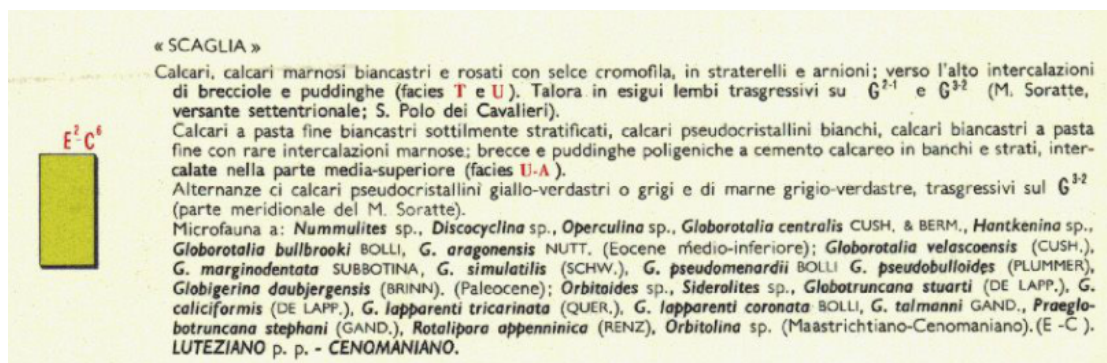 « SCAGLIA »
Calcari, calcari marnosi biancastri e rosati con selce cromofila, in straterelli e arnioni; verso l'alto intercalazioni
di brecciole e puddinghe (facies T e U). Talora in esigui lembi trasgressivi su G²⁻¹ e G³⁻² (M. Soratte,
versante settentrionale; S. Polo dei Cavalieri).
E²-C⁶
Calcari a pasta fine biancastri sottilmente stratificati, calcari pseudocristallini bianchi, calcari biancastri a pasta
fine con rare intercalazioni marnose; brecce e puddinghe poligeniche a cemento calcareo in banchi e strati, inter-
calate nella parte media-superiore (facies U-A ).
Alternanze ci calcari pseudocristallini giallo-verdastri o grigi e di marne grigio-verdastre, trasgressivi sul G³⁻²
(parte meridionale del M. Soratte).
Microfauna a: Nummulites sp., Discocyclina sp., Operculina sp., Globorotalia centralis CUSH. & BERM., Hantkenina sp.,
Globorotalia bullbrooki BOLLI, G. aragonensis NUTT. (Eocene medio-inferiore); Globorotalia velascoensis (CUSH.),
G. marginodentata SUBBOTINA, G. simulatilis (SCHW.), G. pseudomenardii BOLLI G. pseudobulloides (PLUMMER),
Globigerina daubjergensis (BRINN). (Paleocene); Orbitoides sp., Siderolites sp., Globotruncana stuarti (DE LAPP.), G.
caliciformis (DE LAPP.), G. lapparenti tricarinata (QUER.), G. lapparenti coronata BOLLI, G. talmanni GAND., Praeglo-
botruncana stephani (GAND.), Rotalipora appenninica (RENZ), Orbitolina sp. (Maastrichtiano-Cenomaniano).(E -C ).
LUTEZIANO p. p. - CENOMANIANO.